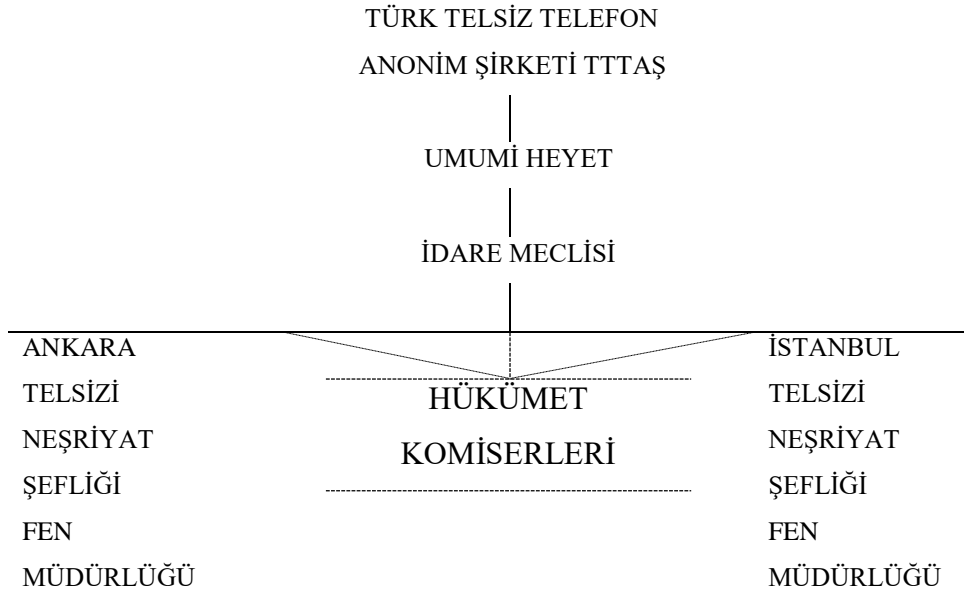 TÜRK TELSİZ TELEFON
ANONİM ŞİRKETİ TTTAŞ
UMUMİ HEYET
İDARE MECLİSİ
ANKARA
TELSİZİ
NEŞRİYAT
ŞEFLİĞİ
FEN
MÜDÜRLÜĞÜ
HÜKÜMET
KOMİSERLERİ
İSTANBUL
TELSİZİ
NEŞRİYAT
ŞEFLİĞİ
FEN
MÜDÜRLÜĞÜ